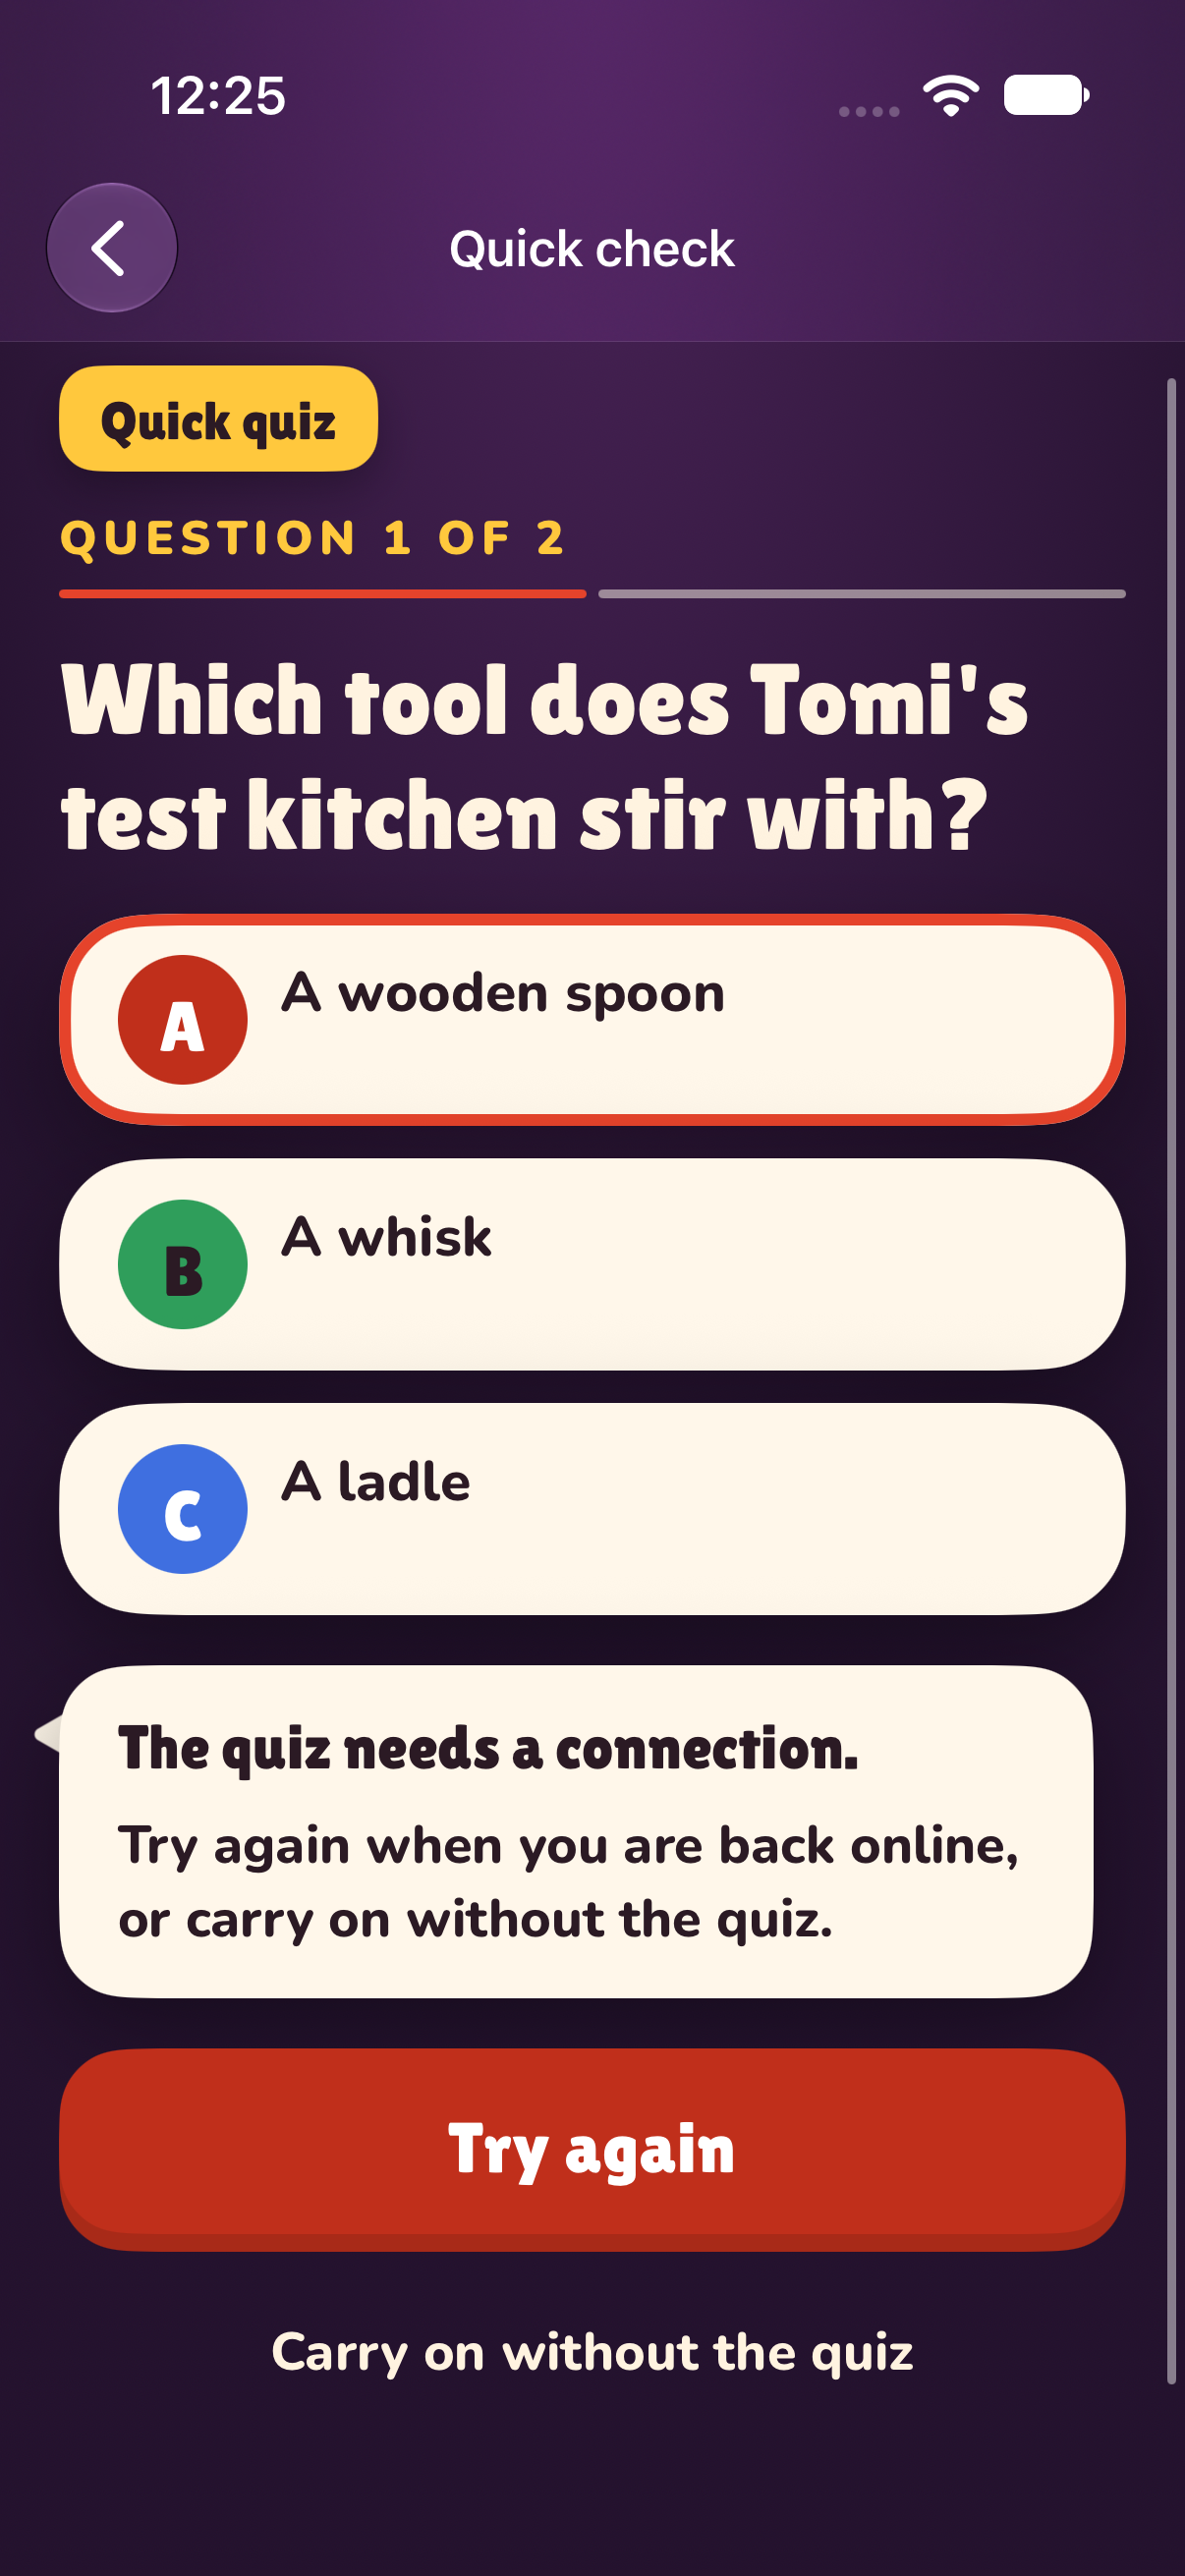 12:25
Quick check
Quick quiz
QUESTION 1 OF 2
Which tool does Tomi's
test kitchen stir with?
A
A wooden spoon
B
A whisk
C
A ladle
The quiz needs a connection.
Try again when you are back online,
or carry on without the quiz.
Try again
Carry on without the quiz